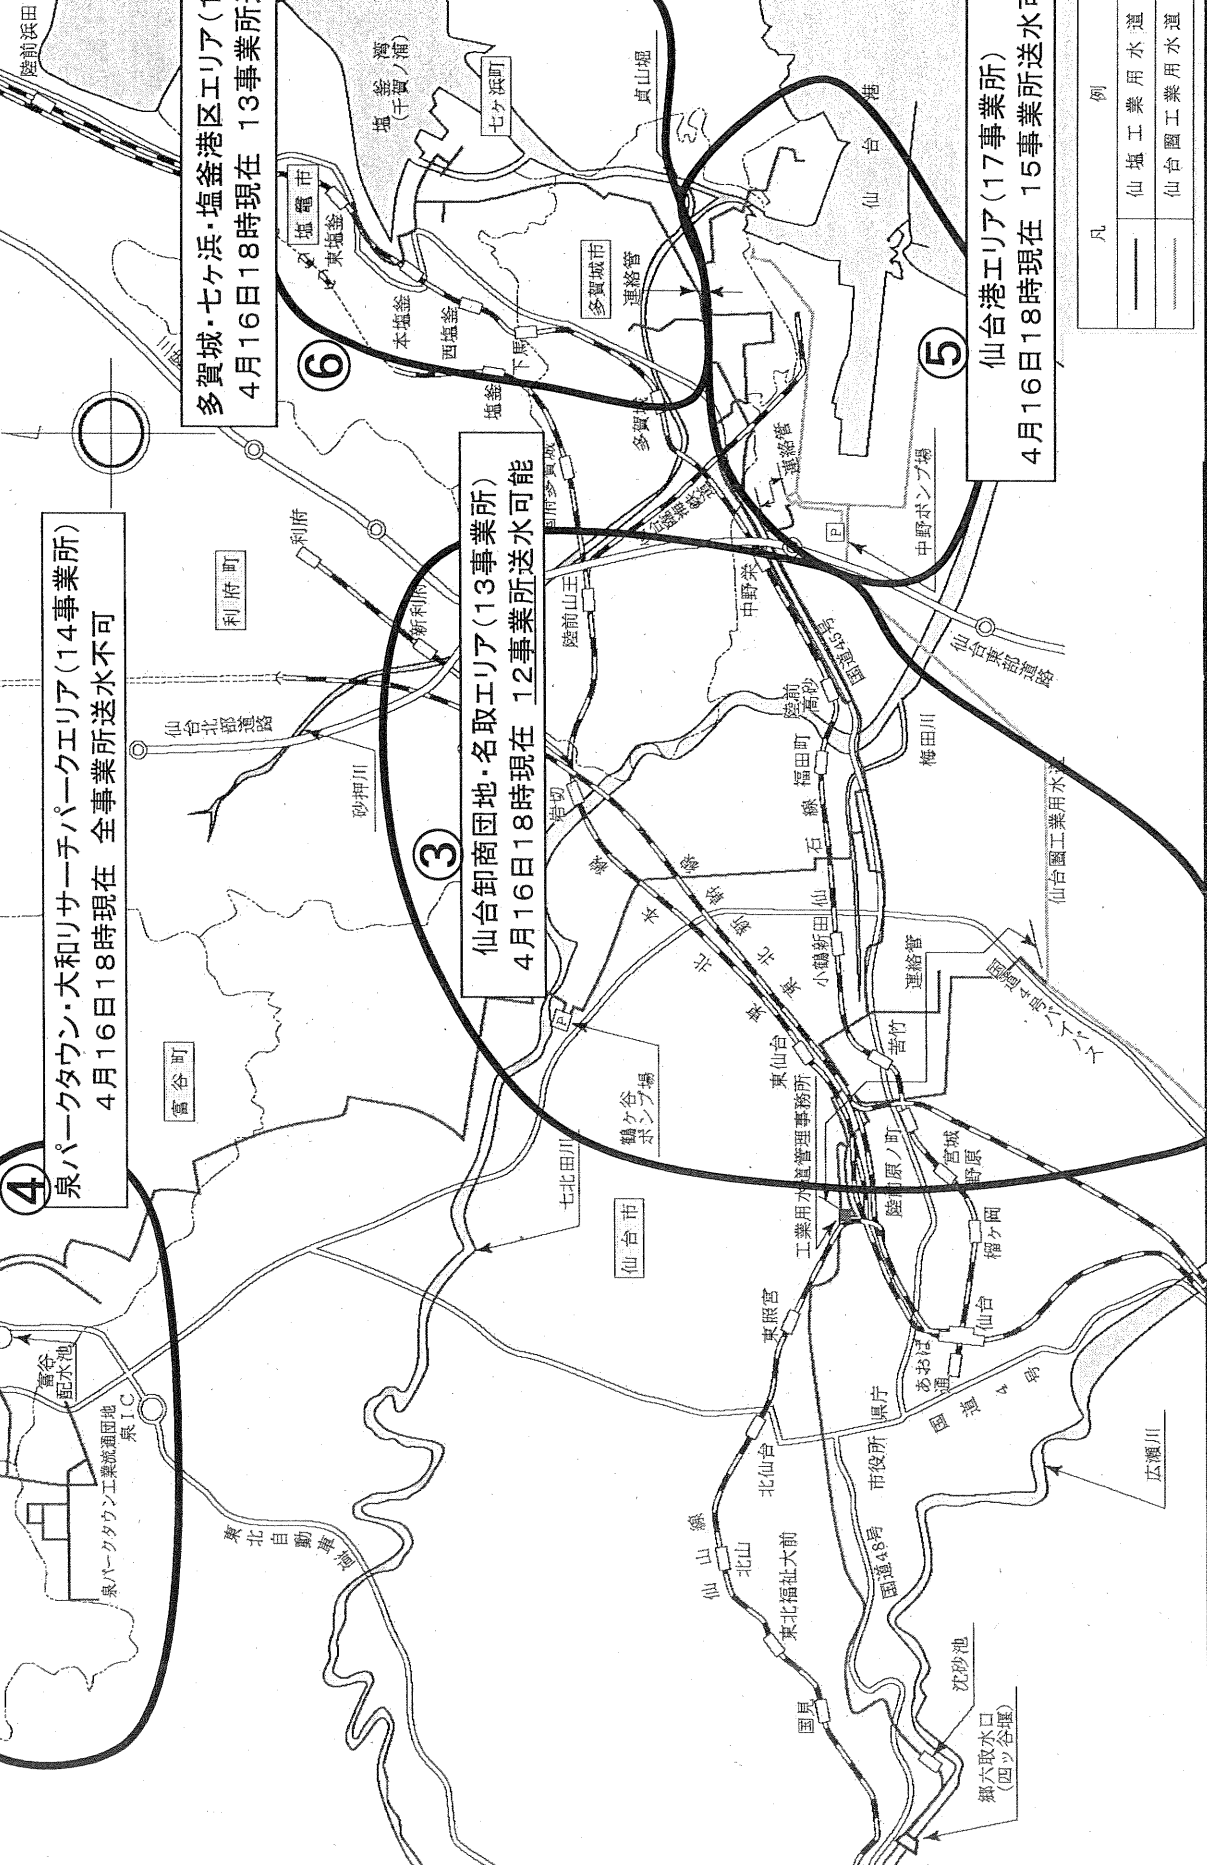 ④
泉パークタウン・大和リサーチパークエリア(14事業所)
4月16日18時現在 全事業所送水不可
⑥
多賀城・七ヶ浜・塩釜港区エリア(1
4月16日18時現在 13事業所
③
仙台卸商団地・名取エリア(13事業所)
4月16日18時現在 12事業所送水可能
⑤
仙台港エリア(17事業所)
4月16日18時現在 15事業所送水可
凡 例
仙塩工業用水道
仙台圏工業用水道
陸前浜田
塩釜湾
(千賀ノ浦)
七ヶ浜町
貞山堀
仙台港
塩竈市
東塩釜
本塩釜
西塩釜
下馬
塩釜
多賀城市
連絡管
多賀城
連絡管
中野ポンプ場
P
利府町
利府
新利府
仙台北部道路
砂押川
陸前山王
中野栄
国道45号
陸前高砂
福田町
梅田川
仙台東部道路
仙台圏工業用水道
岩切
東北本線
東北新幹線
仙石線
小鶴新田
連絡管
国道4号バイパス
苦竹
東仙台
富谷町
P
鶴ヶ谷
ポンプ場
七北田川
仙台市
工業用水道管理事務所
陸前原ノ町
宮城野原
榴ヶ岡
仙台
あおば通
東照宮
北仙台
県庁
市役所
国道4号
広瀬川
富谷
配水池
泉I.C
泉パークタウン工業流通団地
東北自動車道
仙山線
北山
東北福祉大前
国道48号
国見
沈砂池
郷六取水口
(四ッ谷堰)